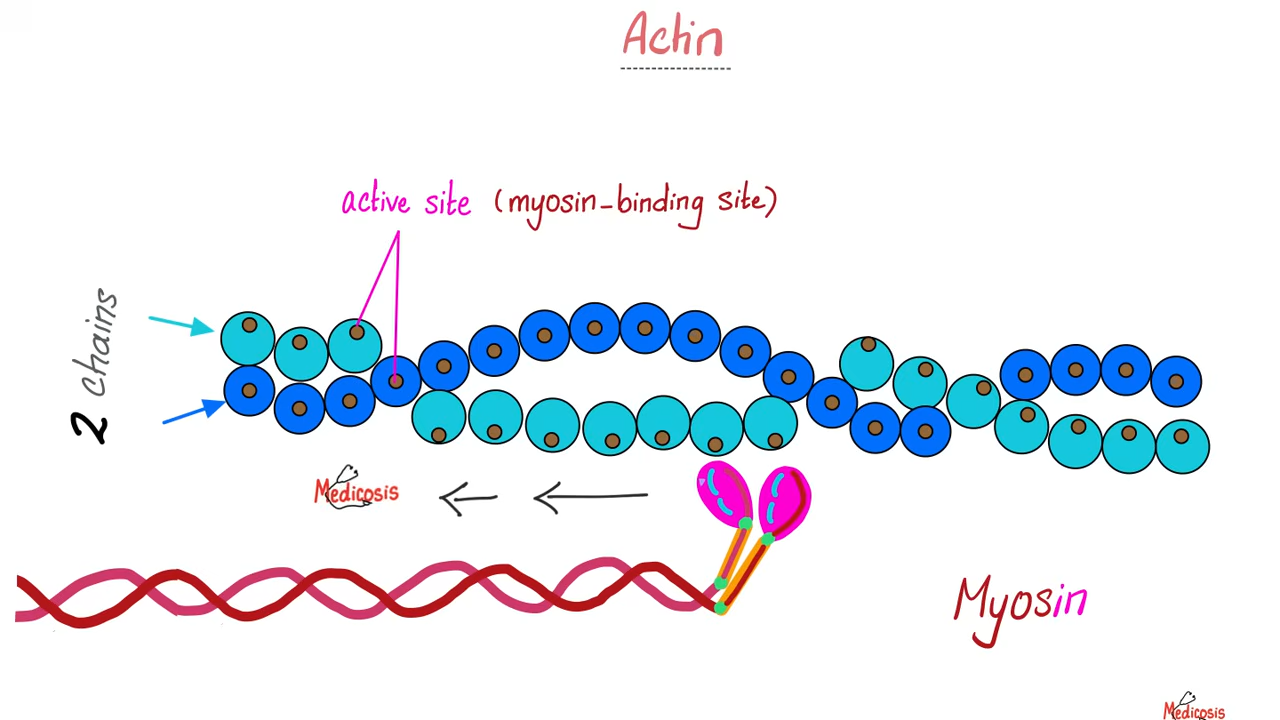 Actin
active site (myosin-binding site)
2 chains
Medicosis
Myosin
Medicosis